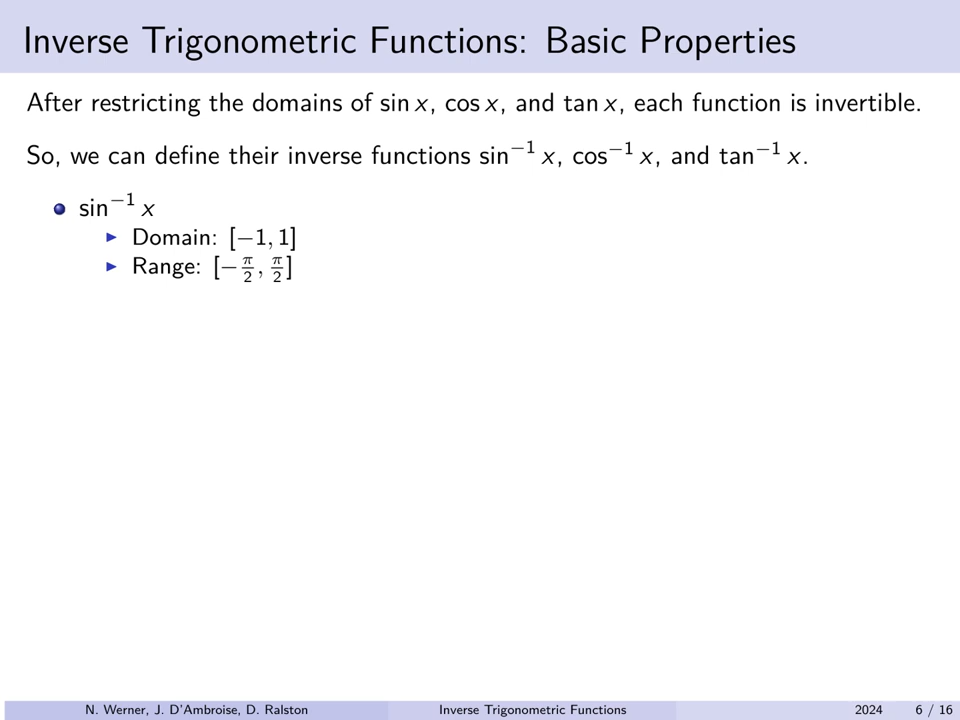 Inverse Trigonometric Functions: Basic Properties
After restricting the domains of sin x, cos x, and tan x, each function is invertible.
So, we can define their inverse functions sin⁻¹ x, cos⁻¹ x, and tan⁻¹ x.
sin⁻¹ x
Domain: [−1, 1]
Range: [−π/2, π/2]
N. Werner, J. D'Ambroise, D. Ralston Inverse Trigonometric Functions 2024 6 / 16